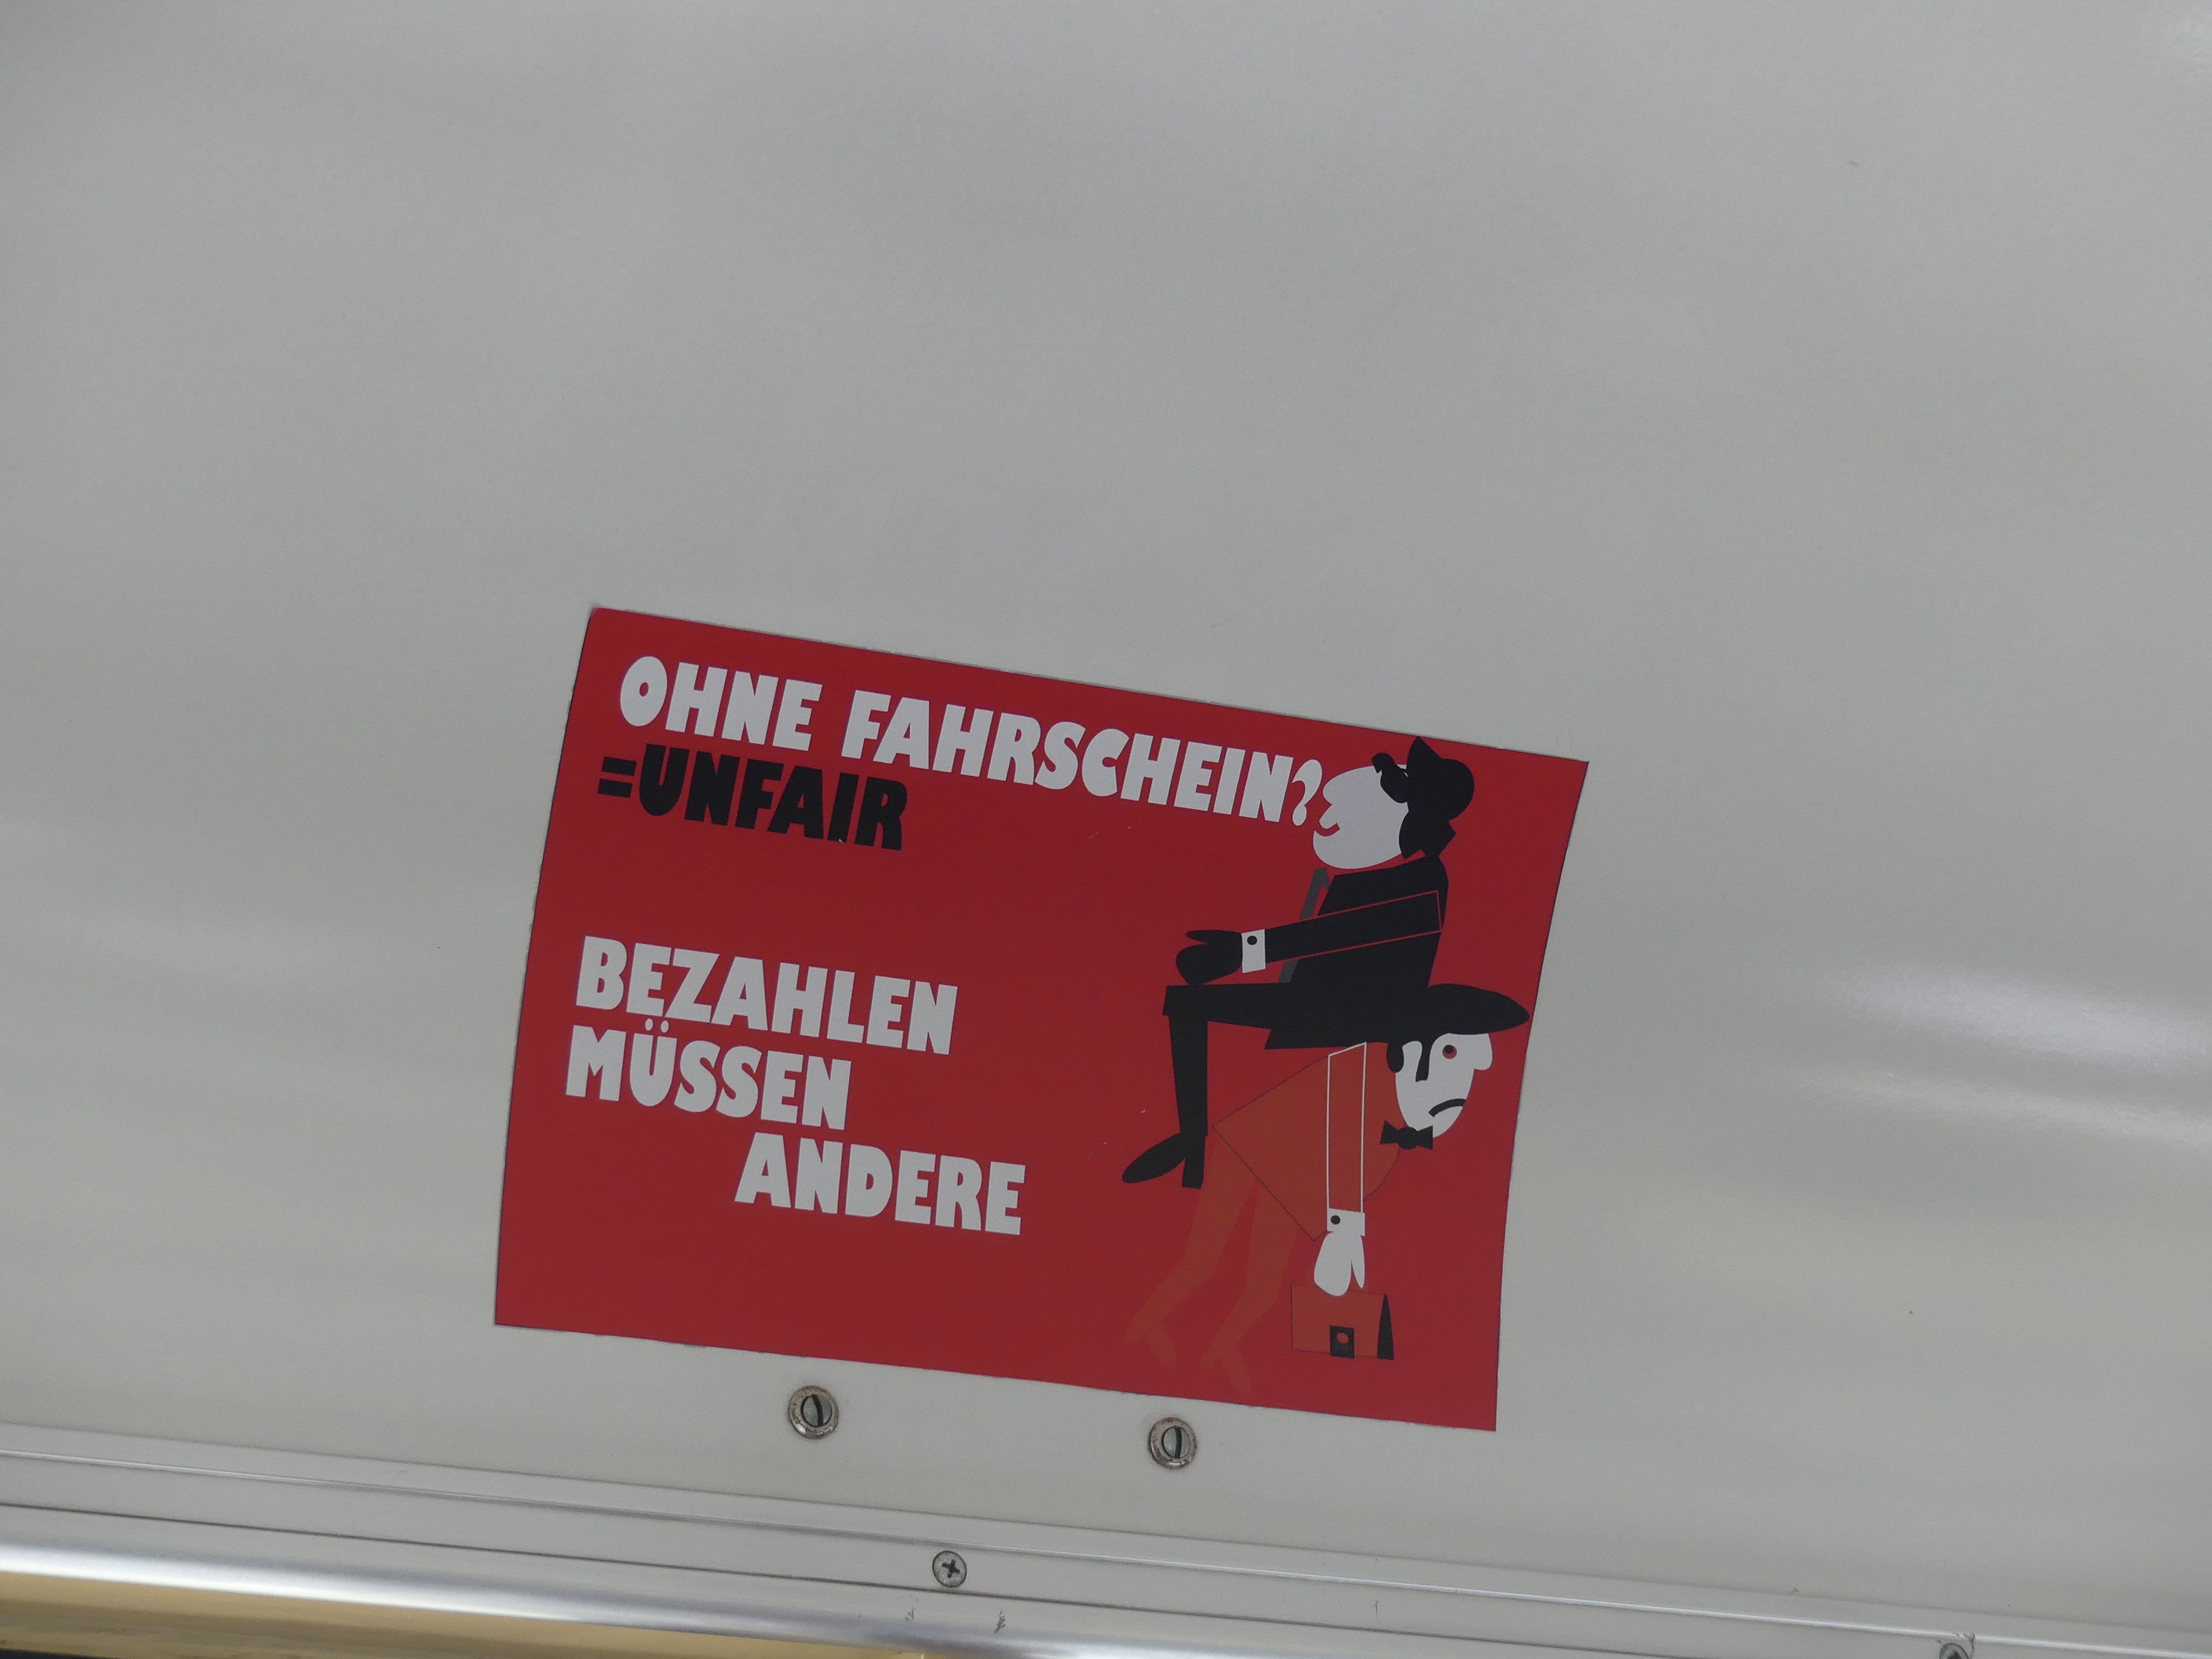 OHNE FAHRSCHEIN?
=UNFAIR
BEZAHLEN
MÜSSEN
ANDERE